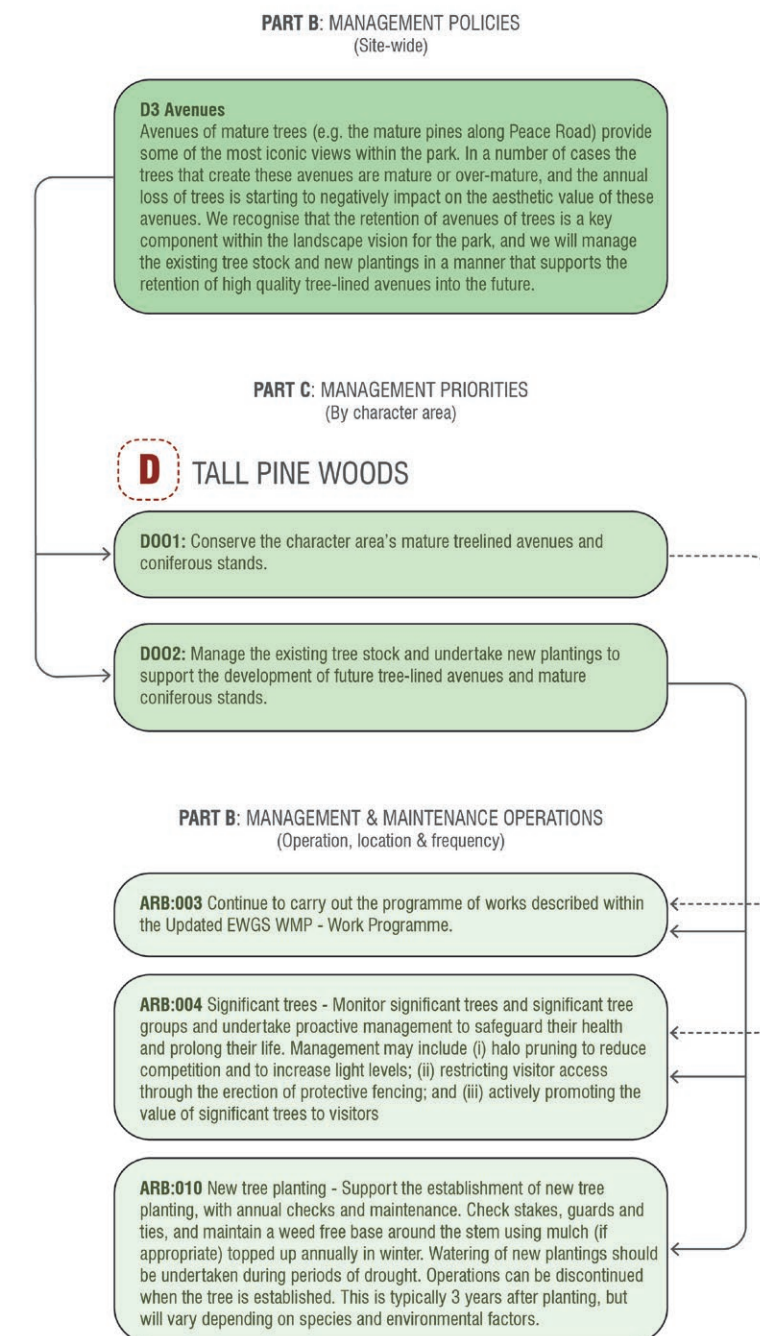 PART B: MANAGEMENT POLICIES
(Site-wide)
D3 Avenues
Avenues of mature trees (e.g. the mature pines along Peace Road) provide
some of the most iconic views within the park. In a number of cases the
trees that create these avenues are mature or over-mature, and the annual
loss of trees is starting to negatively impact on the aesthetic value of these
avenues. We recognise that the retention of avenues of trees is a key
component within the landscape vision for the park, and we will manage
the existing tree stock and new plantings in a manner that supports the
retention of high quality tree-lined avenues into the future.
PART C: MANAGEMENT PRIORITIES
(By character area)
D TALL PINE WOODS
D001: Conserve the character area's mature treelined avenues and
coniferous stands.
D002: Manage the existing tree stock and undertake new plantings to
support the development of future tree-lined avenues and mature
coniferous stands.
PART B: MANAGEMENT & MAINTENANCE OPERATIONS
(Operation, location & frequency)
ARB:003 Continue to carry out the programme of works described within
the Updated EWGS WMP - Work Programme.
ARB:004 Significant trees - Monitor significant trees and significant tree
groups and undertake proactive management to safeguard their health
and prolong their life. Management may include (i) halo pruning to reduce
competition and to increase light levels; (ii) restricting visitor access
through the erection of protective fencing; and (iii) actively promoting the
value of significant trees to visitors
ARB:010 New tree planting - Support the establishment of new tree
planting, with annual checks and maintenance. Check stakes, guards and
ties, and maintain a weed free base around the stem using mulch (if
appropriate) topped up annually in winter. Watering of new plantings should
be undertaken during periods of drought. Operations can be discontinued
when the tree is established. This is typically 3 years after planting, but
will vary depending on species and environmental factors.